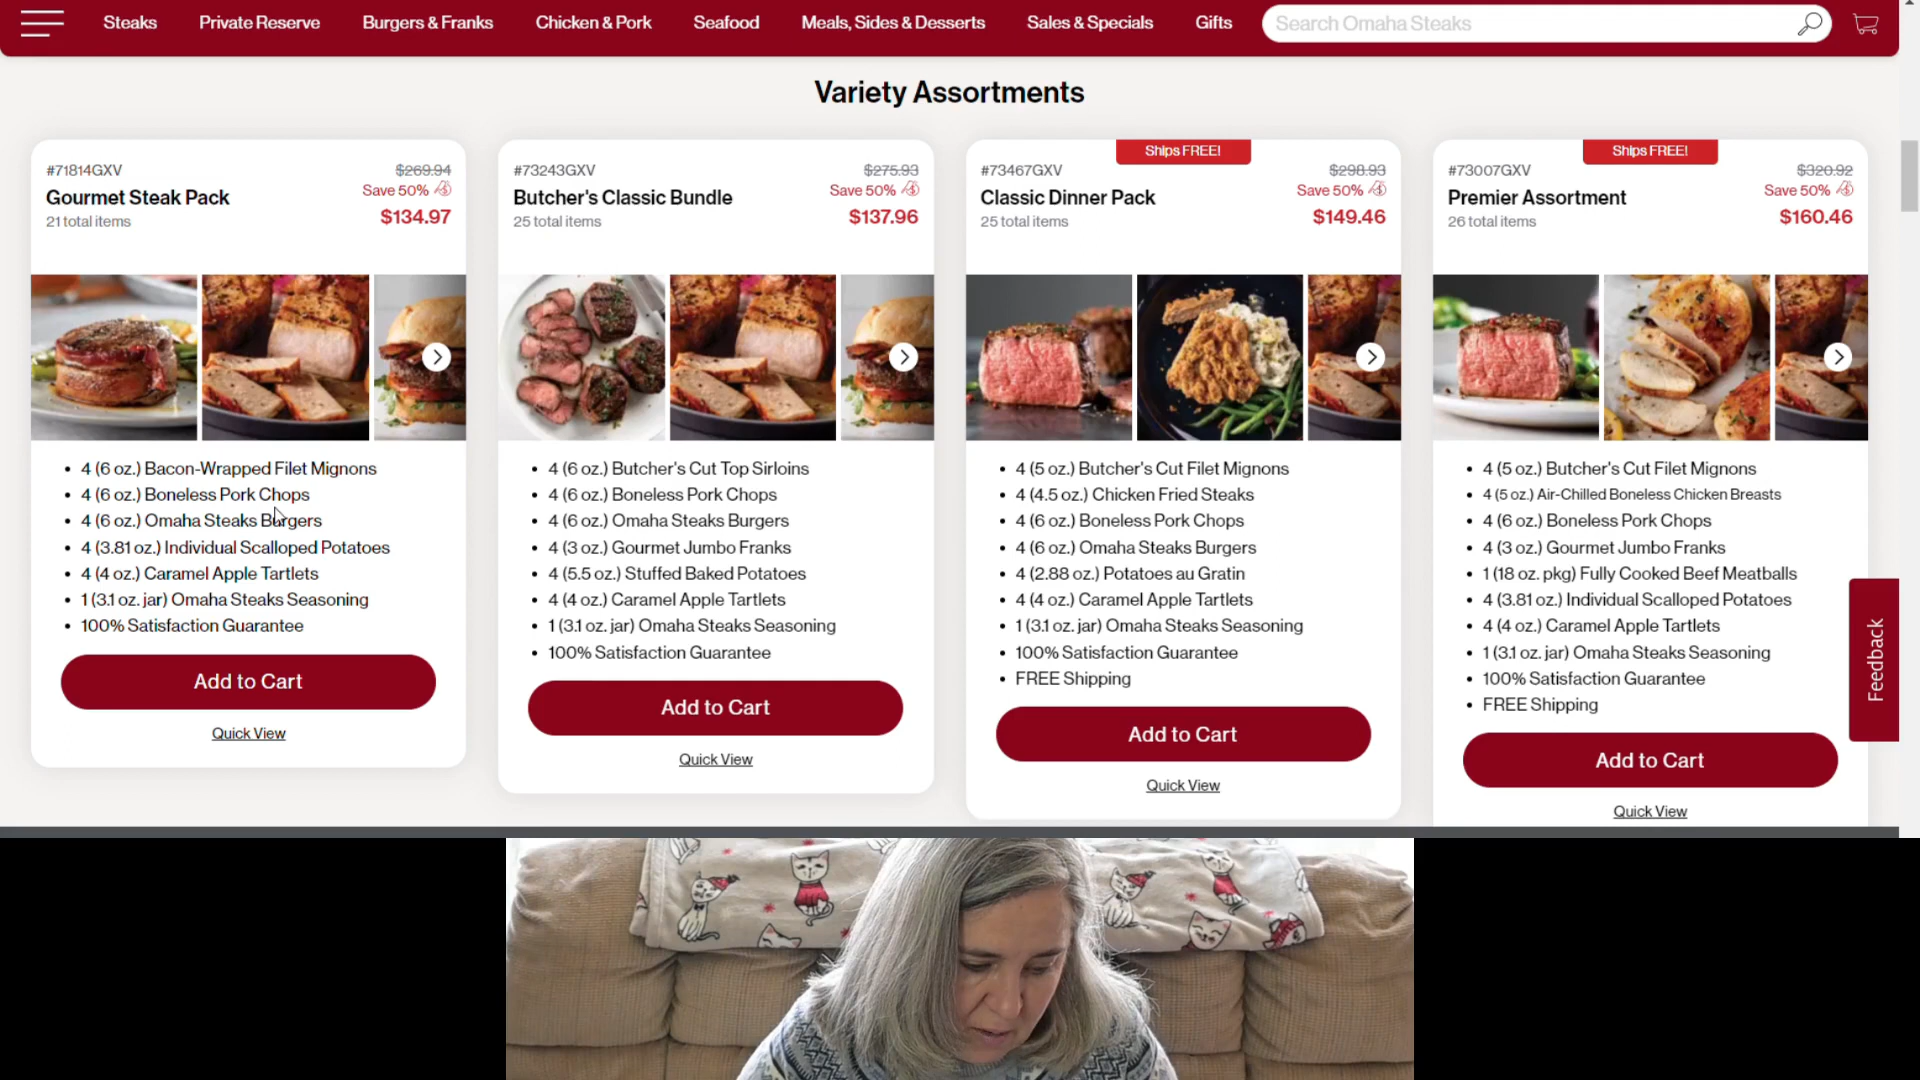 Steaks Private Reserve Burgers & Franks Chicken & Pork Seafood Meals, Sides & Desserts Sales & Specials Gifts Search Omaha Steaks
Variety Assortments
#71814GXV $269.94
Save 50%
Gourmet Steak Pack
21 total items $134.97
4 (6 oz.) Bacon-Wrapped Filet Mignons
4 (6 oz.) Boneless Pork Chops
4 (6 oz.) Omaha Steaks Burgers
4 (3.81 oz.) Individual Scalloped Potatoes
4 (4 oz.) Caramel Apple Tartlets
1 (3.1 oz. jar) Omaha Steaks Seasoning
100% Satisfaction Guarantee
Add to Cart
Quick View
#73243GXV $275.93
Save 50%
Butcher's Classic Bundle
25 total items $137.96
4 (6 oz.) Butcher's Cut Top Sirloins
4 (6 oz.) Boneless Pork Chops
4 (6 oz.) Omaha Steaks Burgers
4 (3 oz.) Gourmet Jumbo Franks
4 (5.5 oz.) Stuffed Baked Potatoes
4 (4 oz.) Caramel Apple Tartlets
1 (3.1 oz. jar) Omaha Steaks Seasoning
100% Satisfaction Guarantee
Add to Cart
Quick View
Ships FREE!
#73467GXV $298.93
Save 50%
Classic Dinner Pack
25 total items $149.46
4 (5 oz.) Butcher's Cut Filet Mignons
4 (4.5 oz.) Chicken Fried Steaks
4 (6 oz.) Boneless Pork Chops
4 (6 oz.) Omaha Steaks Burgers
4 (2.88 oz.) Potatoes au Gratin
4 (4 oz.) Caramel Apple Tartlets
1 (3.1 oz. jar) Omaha Steaks Seasoning
100% Satisfaction Guarantee
FREE Shipping
Add to Cart
Quick View
Ships FREE!
#73007GXV $320.92
Save 50%
Premier Assortment
26 total items $160.46
4 (5 oz.) Butcher's Cut Filet Mignons
4 (5 oz.) Air-Chilled Boneless Chicken Breasts
4 (6 oz.) Boneless Pork Chops
4 (3 oz.) Gourmet Jumbo Franks
1 (18 oz. pkg) Fully Cooked Beef Meatballs
4 (3.81 oz.) Individual Scalloped Potatoes
4 (4 oz.) Caramel Apple Tartlets
1 (3.1 oz. jar) Omaha Steaks Seasoning
100% Satisfaction Guarantee
FREE Shipping
Add to Cart
Quick View
Feedback